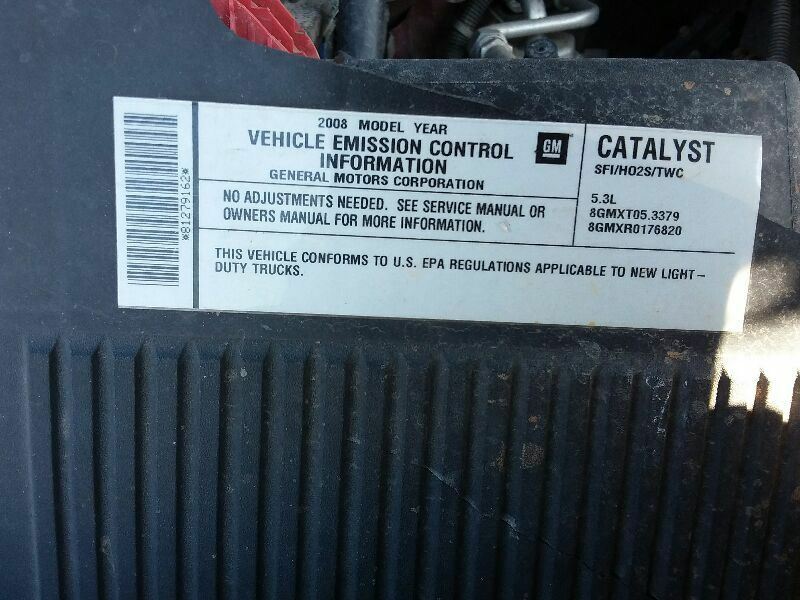 *81279162*
2008 MODEL YEAR
VEHICLE EMISSION CONTROL
INFORMATION
GENERAL MOTORS CORPORATION
GM
NO ADJUSTMENTS NEEDED. SEE SERVICE MANUAL OR
OWNERS MANUAL FOR MORE INFORMATION.
CATALYST
SFI/HO2S/TWC
5.3L
8GMXT05.3379
8GMXR0176820
THIS VEHICLE CONFORMS TO U.S. EPA REGULATIONS APPLICABLE TO NEW LIGHT-
DUTY TRUCKS.